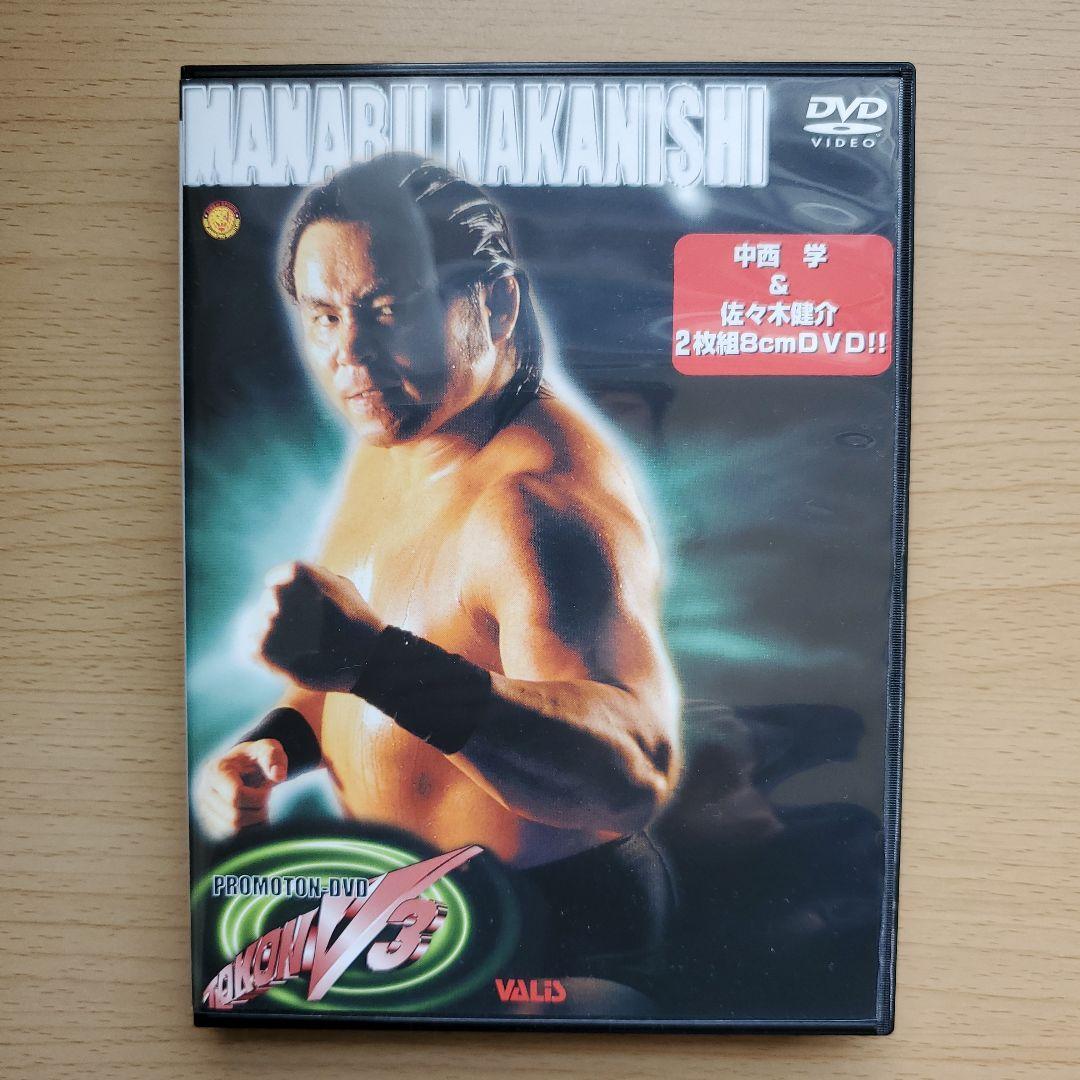 MANABU NAKANISHI
DVD
VIDEO
中西 学
&
佐々木健介
2枚組8cmDVD!!
PROMOTON-DVD
TOKON V3
VALIS